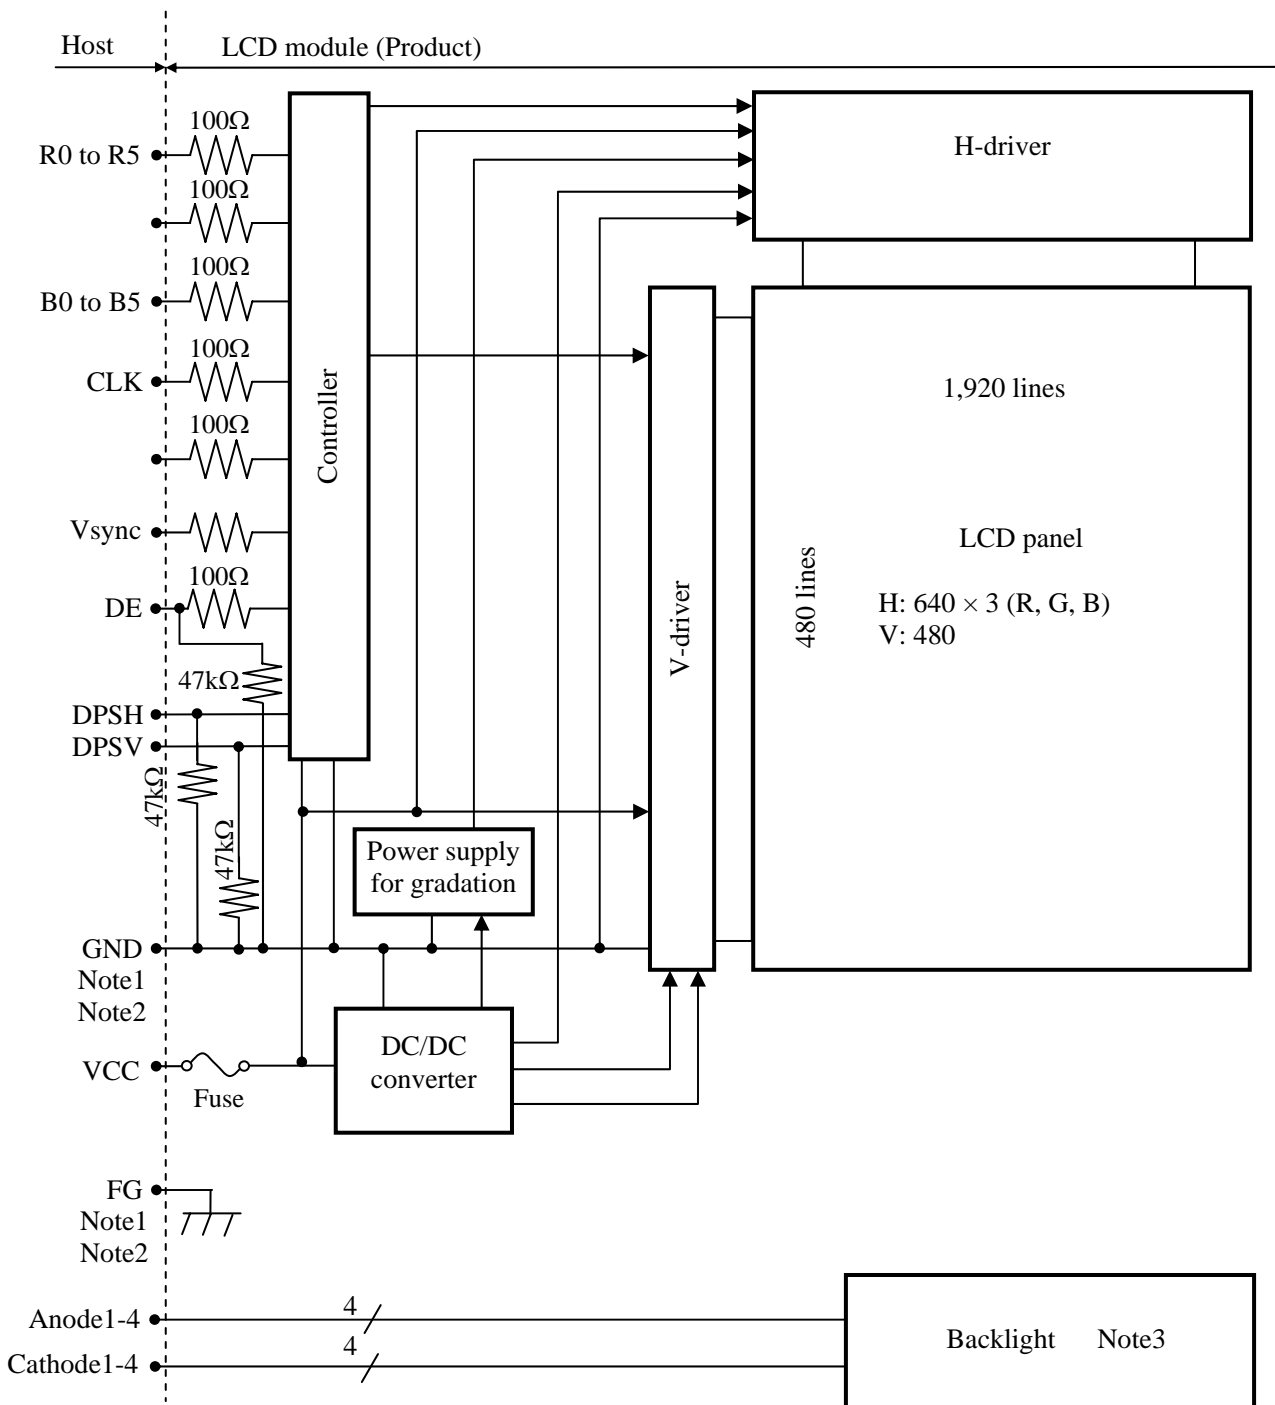 Host
LCD module (Product)
100Ω
R0 to R5
100Ω
100Ω
B0 to B5
100Ω
CLK
100Ω
Vsync
100Ω
DE
47kΩ
DPSH
DPSV
47kΩ
47kΩ
GND
Note1
Note2
VCC
Fuse
FG
Note1
Note2
Anode1-4
4
Cathode1-4
4
Controller
H-driver
V-driver
1,920 lines
480 lines
LCD panel
H: 640 × 3 (R, G, B)
V: 480
Power supply
for gradation
DC/DC
converter
Backlight Note3